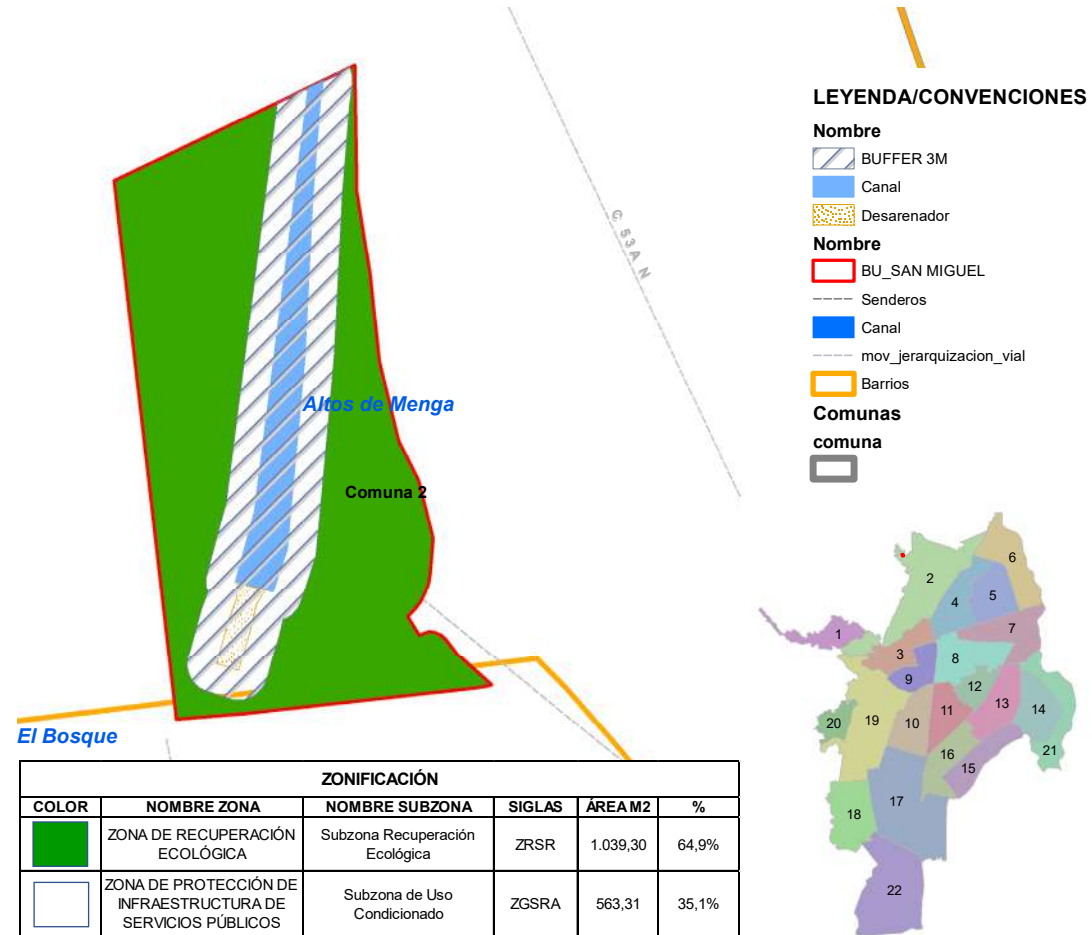 C 53A N
Altos de Menga
Comuna 2
El Bosque
LEYENDA/CONVENCIONES
Nombre
BUFFER 3M
Canal
Desarenador
Nombre
BU_SAN MIGUEL
Senderos
Canal
mov_jerarquizacion_vial
Barrios
Comunas
comuna
6
2
5
4
1
7
3
8
9
12
13
14
20
19
10
11
21
16
15
18
17
22
ZONIFICACIÓN
COLOR NOMBRE ZONA NOMBRE SUBZONA SIGLAS ÁREA M2 %
ZONA DE RECUPERACIÓN
ECOLÓGICA
Subzona Recuperación
Ecológica
ZRSR 1.039,30 64,9%
ZONA DE PROTECCIÓN DE
INFRAESTRUCTURA DE
SERVICIOS PÚBLICOS
Subzona de Uso
Condicionado
ZGSRA 563,31 35,1%